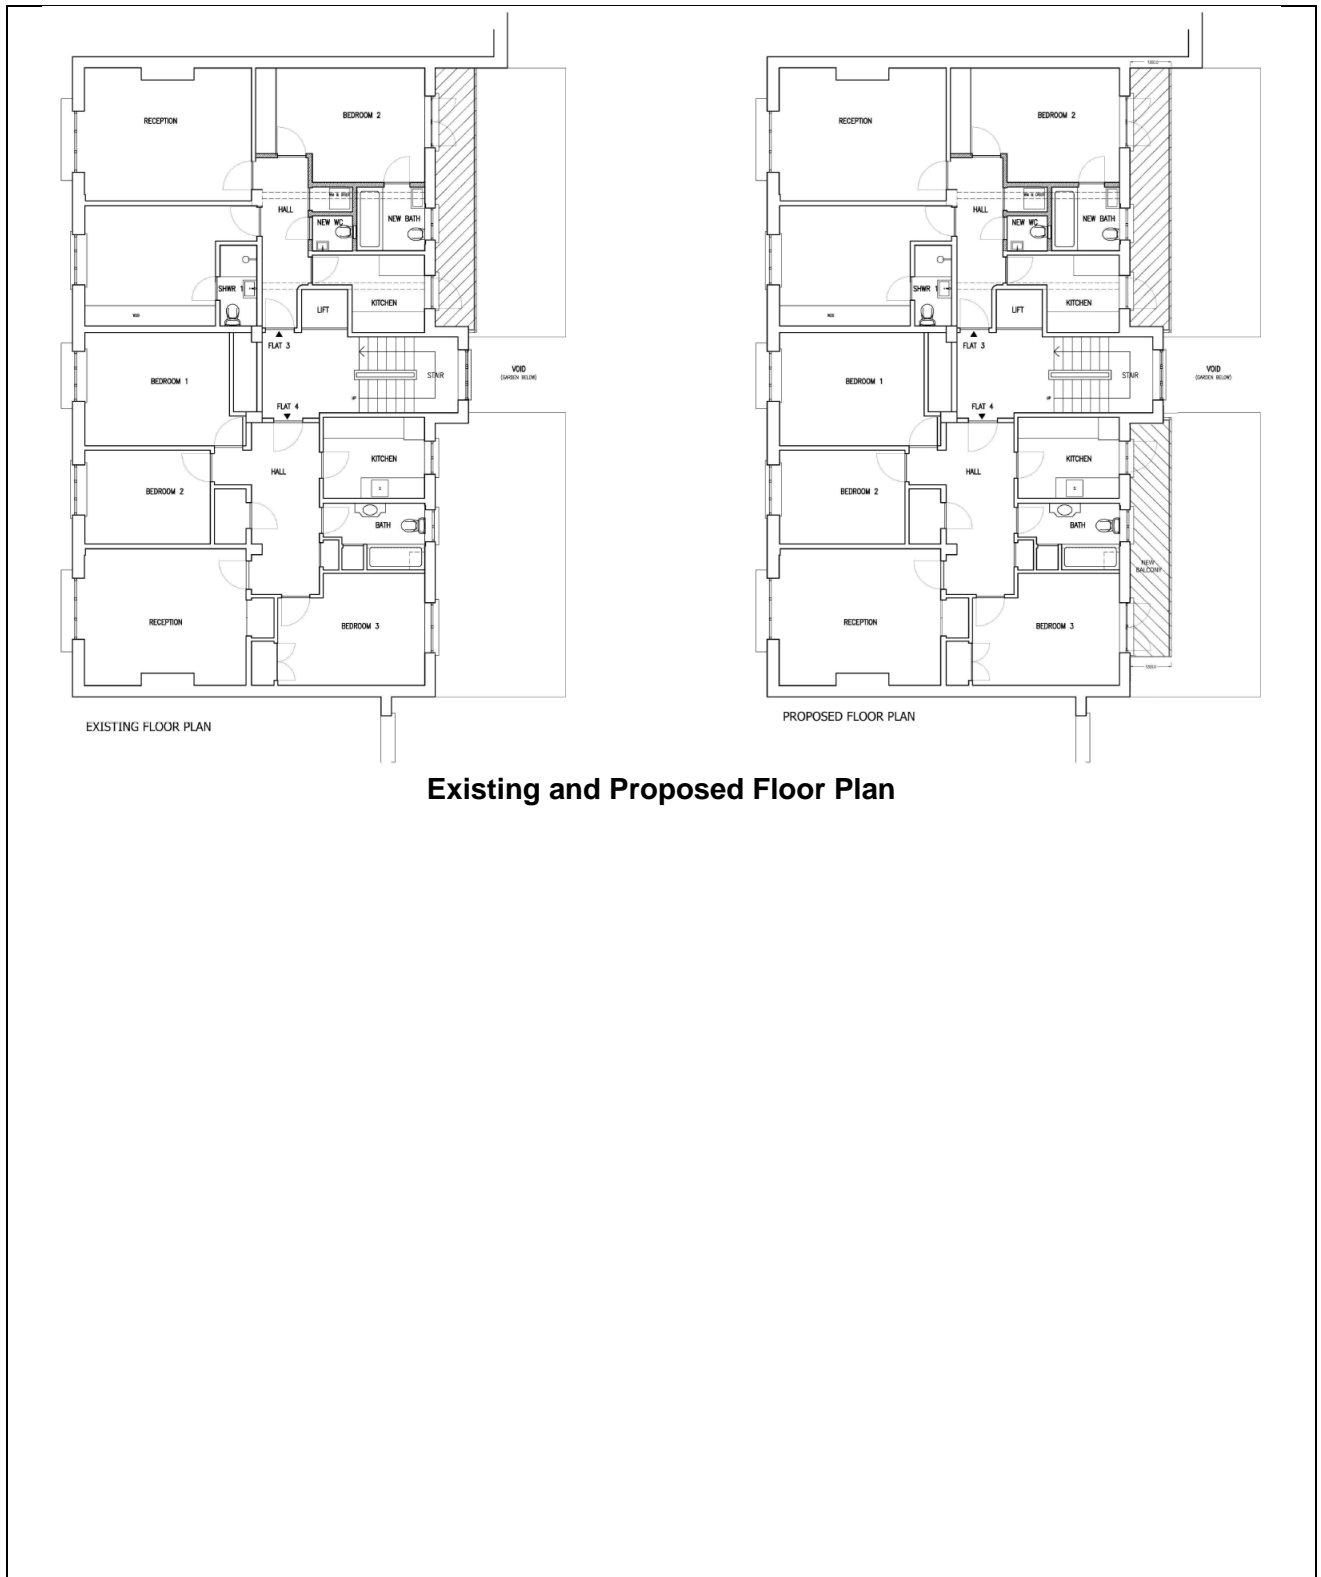 RECEPTION
BEDROOM 2
HALL
NEW WC
NEW BATH
SHWR 1
KITCHEN
LIFT
FLAT 3
BEDROOM 1
STAIR
UP
VOID
(GARDEN BELOW)
FLAT 4
KITCHEN
HALL
BEDROOM 2
BATH
RECEPTION
BEDROOM 3
EXISTING FLOOR PLAN
RECEPTION
BEDROOM 2
HALL
NEW WC
NEW BATH
SHWR 1
KITCHEN
LIFT
FLAT 3
BEDROOM 1
STAIR
UP
VOID
(GARDEN BELOW)
FLAT 4
KITCHEN
HALL
BEDROOM 2
BATH
NEW
BALCONY
RECEPTION
BEDROOM 3
PROPOSED FLOOR PLAN
Existing and Proposed Floor Plan